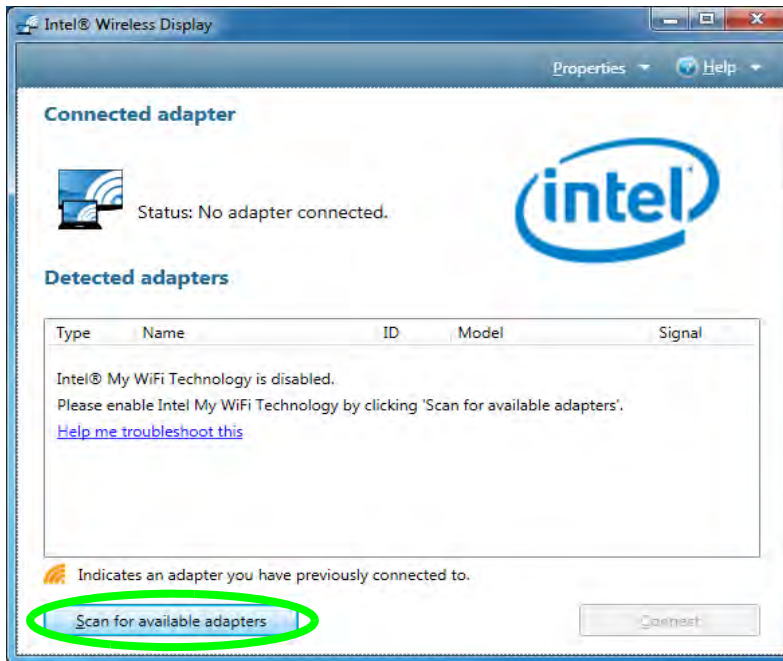 Intel® Wireless Display
Properties Help
Connected adapter
intel
Status: No adapter connected.
Detected adapters
Type Name ID Model Signal
Intel® My WiFi Technology is disabled.
Please enable Intel My WiFi Technology by clicking 'Scan for available adapters'.
Help me troubleshoot this
Indicates an adapter you have previously connected to.
Scan for available adapters Connect